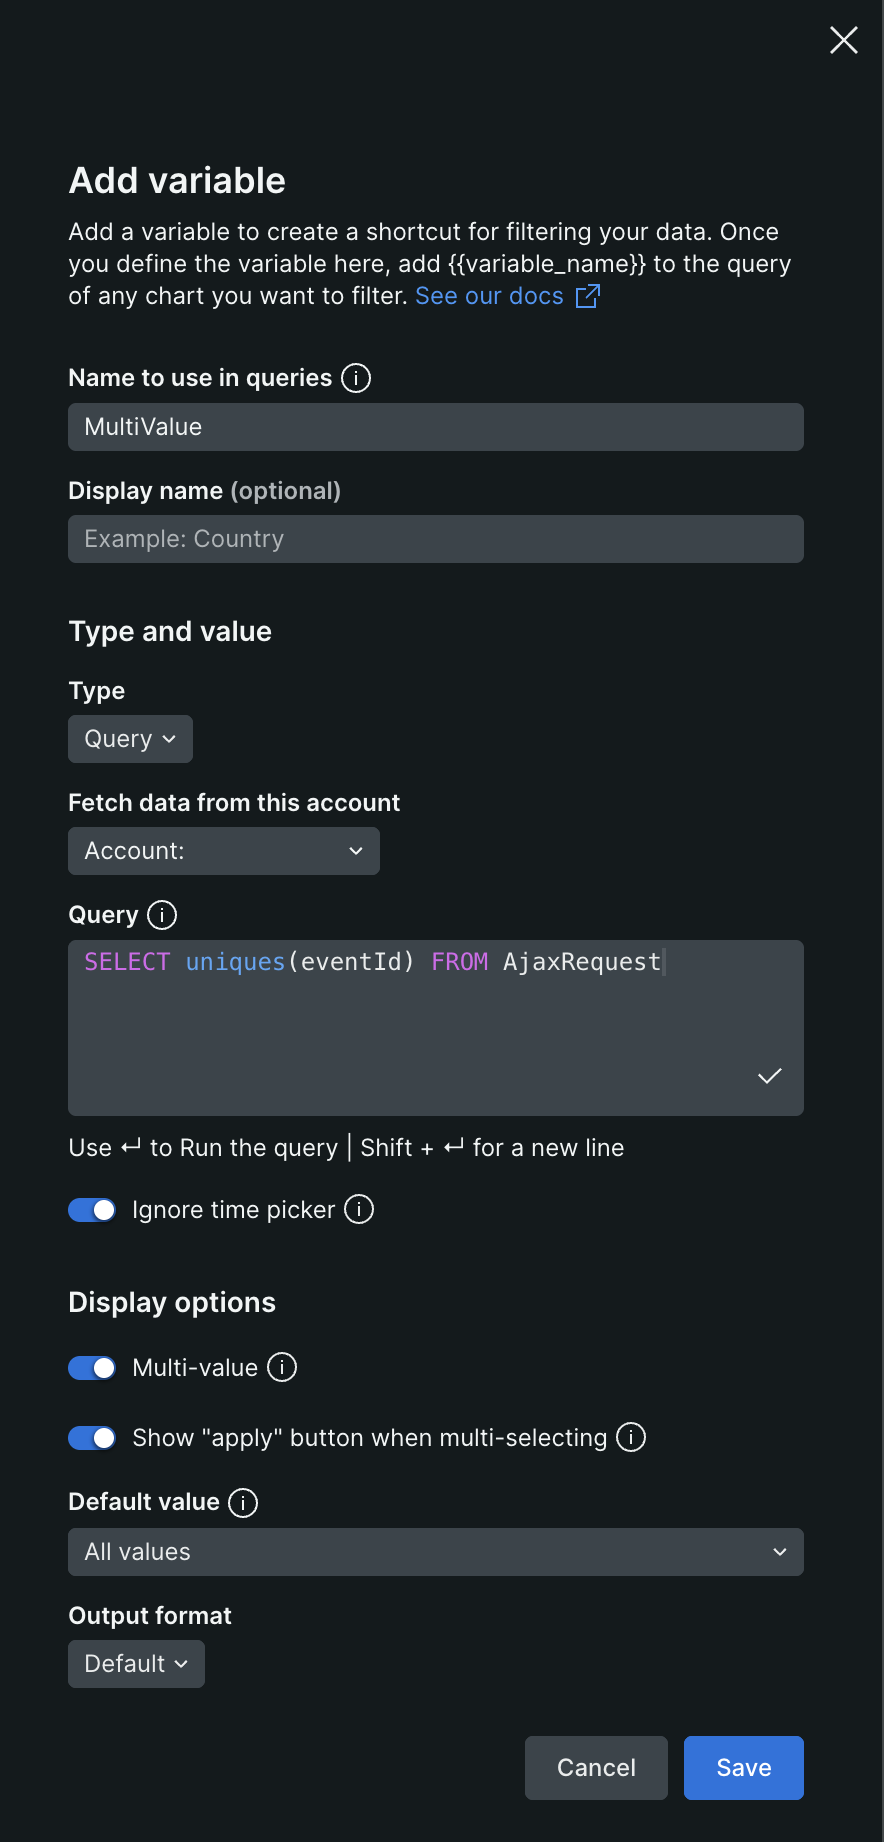 Add variable
Add a variable to create a shortcut for filtering your data. Once
you define the variable here, add {{variable_name}} to the query
of any chart you want to filter. See our docs
Name to use in queries
MultiValue
Display name (optional)
Example: Country
Type and value
Type
Query
Fetch data from this account
Account:
Query
SELECT uniques(eventId) FROM AjaxRequest
Use ↵ to Run the query | Shift + ↵ for a new line
Ignore time picker
Display options
Multi-value
Show "apply" button when multi-selecting
Default value
All values
Output format
Default
Cancel Save